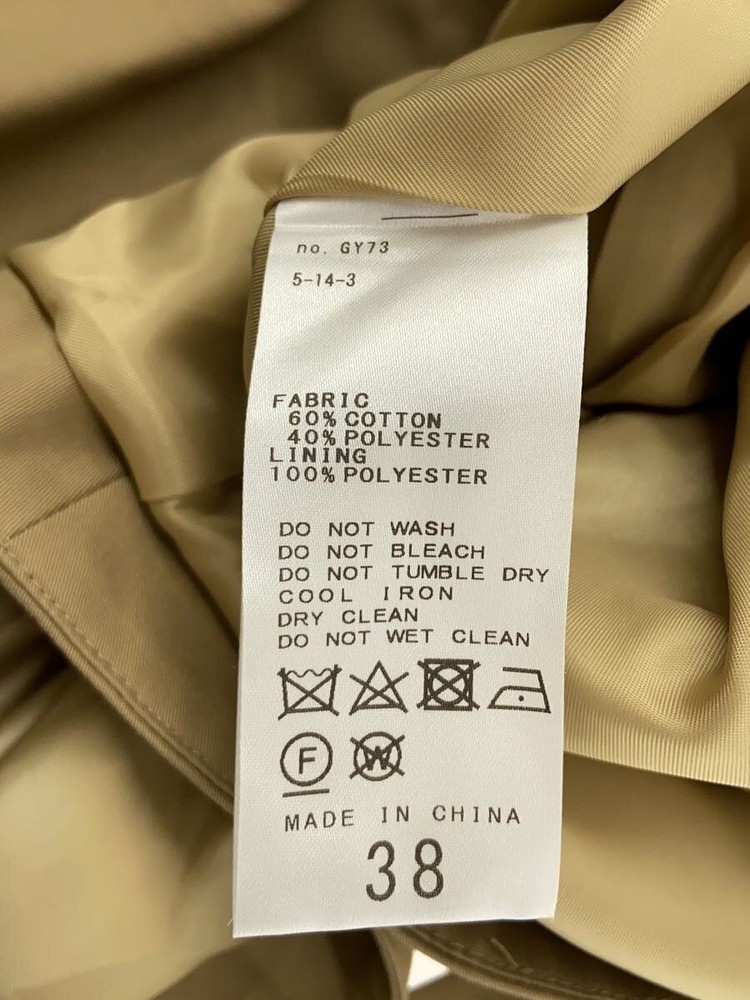 no. GY73
5-14-3
FABRIC
60% COTTON
40% POLYESTER
LINING
100% POLYESTER
DO NOT WASH
DO NOT BLEACH
DO NOT TUMBLE DRY
COOL IRON
DRY CLEAN
DO NOT WET CLEAN
F W
MADE IN CHINA
38